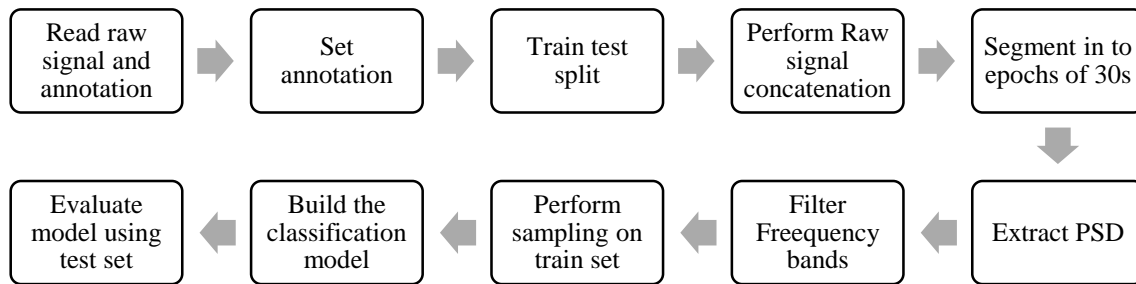 Read raw
signal and
annotation
Set
annotation
Train test
split
Perform Raw
signal
concatenation
Segment in to
epochs of 30s
Extract PSD
Filter
Freequency
bands
Perform
sampling on
train set
Build the
classification
model
Evaluate
model using
test set